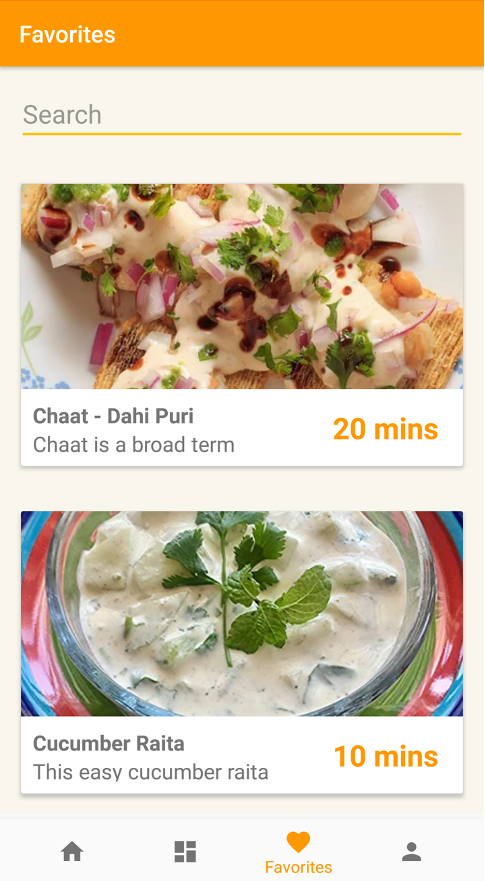 Favorites
Search
Chaat - Dahi Puri
Chaat is a broad term
20 mins
Cucumber Raita
This easy cucumber raita
10 mins
Favorites